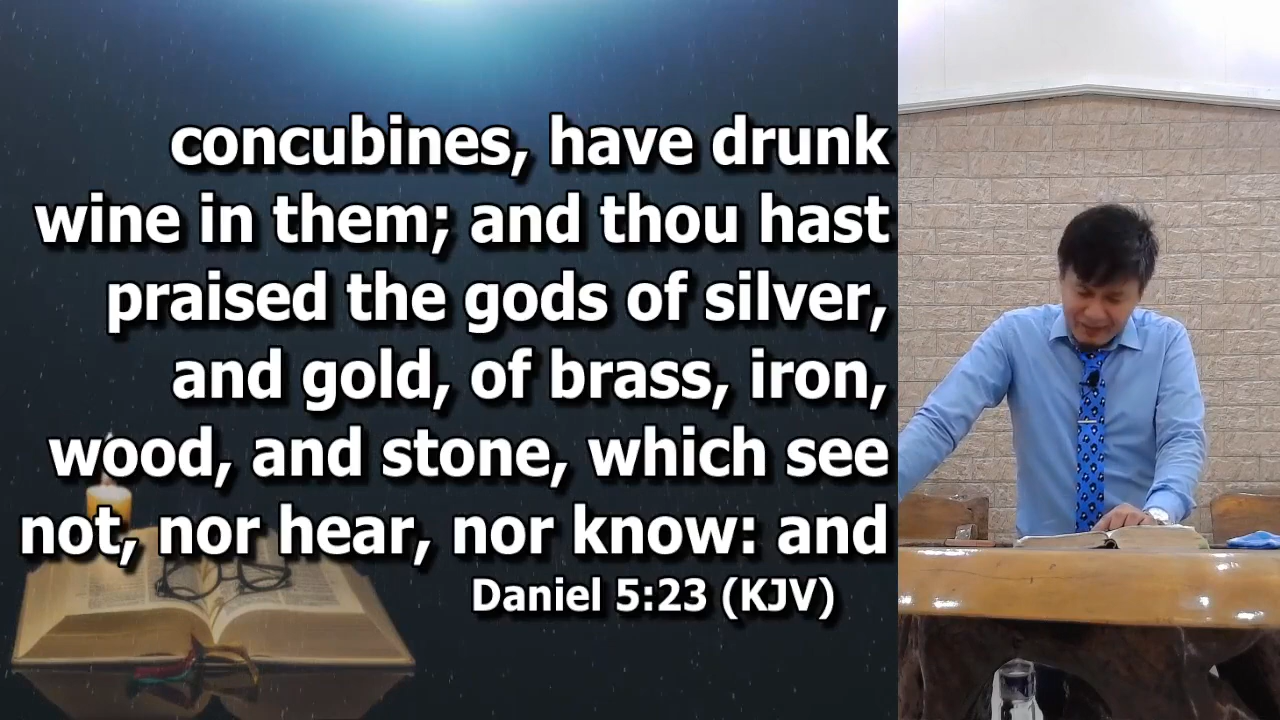 concubines, have drunk
wine in them; and thou hast
praised the gods of silver,
and gold, of brass, iron,
wood, and stone, which see
not, nor hear, nor know: and
Daniel 5:23 (KJV)